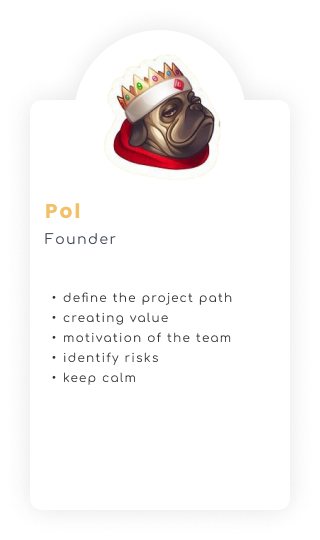 Pol
Founder
• define the project path
• creating value
• motivation of the team
• identify risks
• keep calm